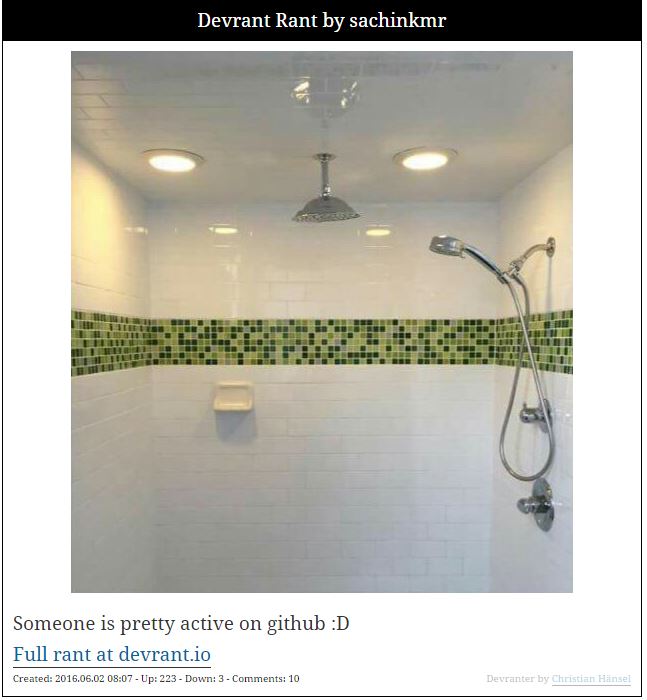 Devrant Rant by sachinkmr
Someone is pretty active on github :D
Full rant at devrant.io
Created: 2016.06.02 08:07 - Up: 223 - Down: 3 - Comments: 10
Devranter by Christian Hänsel